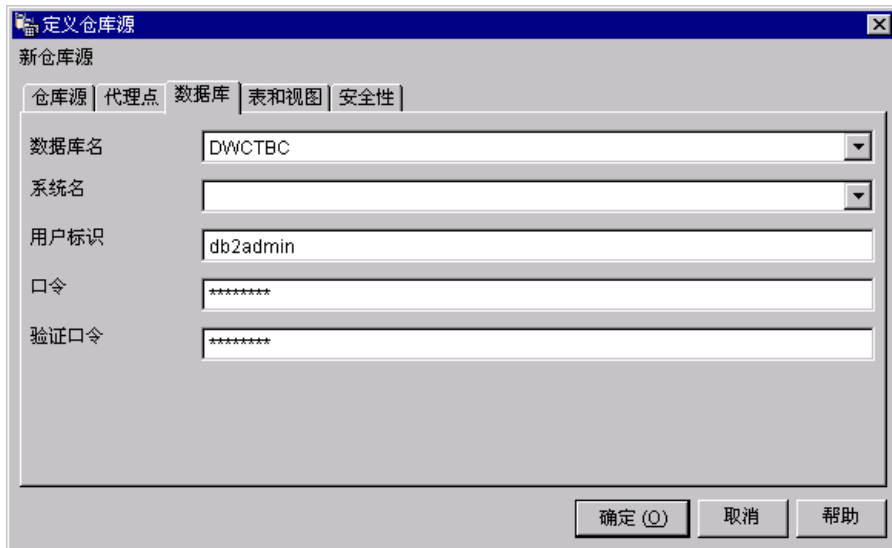 定义仓库源
新仓库源
仓库源 代理点 数据库 表和视图 安全性
数据库名 DWCTBC
系统名
用户标识 db2admin
口令 ********
验证口令 ********
确定 (O) 取消 帮助